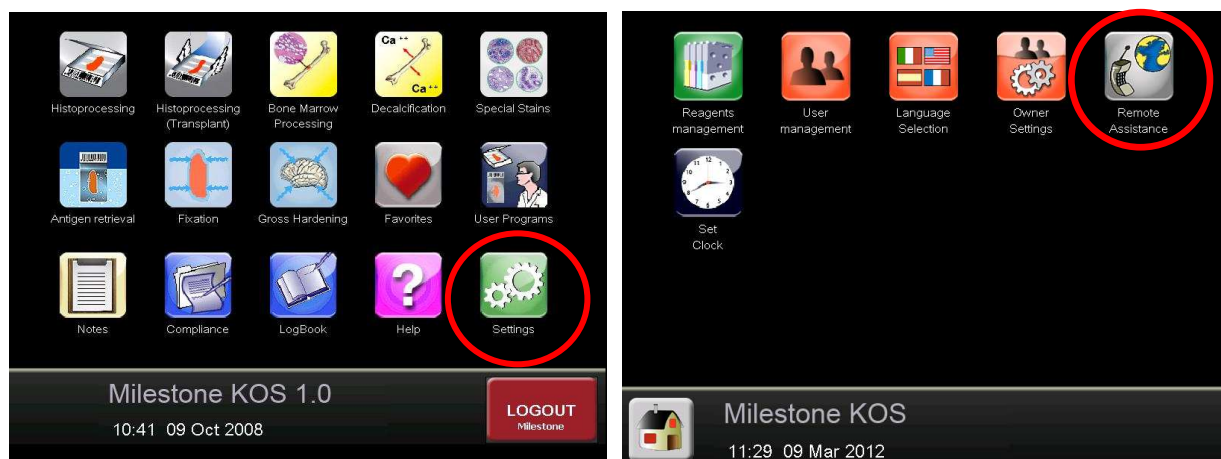 Ca ++
Ca ++
Histoprocessing
Histoprocessing
(Transplant)
Bone Marrow
Processing
Decalcification
Special Stains
Antigen retrieval
Fixation
Gross Hardening
Favorites
User Programs
?
Notes
Compliance
LogBook
Help
Settings
Milestone KOS 1.0
10:41 09 Oct 2008
LOGOUT
Milestone
Reagents
management
User
management
Language
Selection
Owner
Settings
Remote
Assistance
Set
Clock
Milestone KOS
11:29 09 Mar 2012